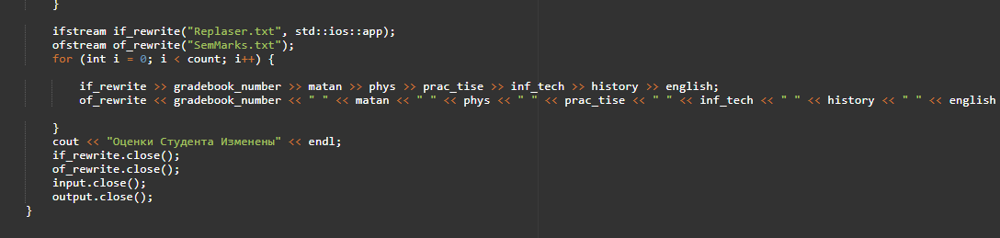 }
ifstream if_rewrite("Replaser.txt", std::ios::app);
ofstream of_rewrite("SemMarks.txt");
for (int i = 0; i < count; i++) {
if_rewrite >> gradebook_number >> matan >> phys >> prac_tise >> inf_tech >> history >> english;
of_rewrite << gradebook_number << " " << matan << " " << phys << " " << prac_tise << " " << inf_tech << " " << history << " " << english
}
cout << "Оценки Студента Изменены" << endl;
if_rewrite.close();
of_rewrite.close();
input.close();
output.close();
}